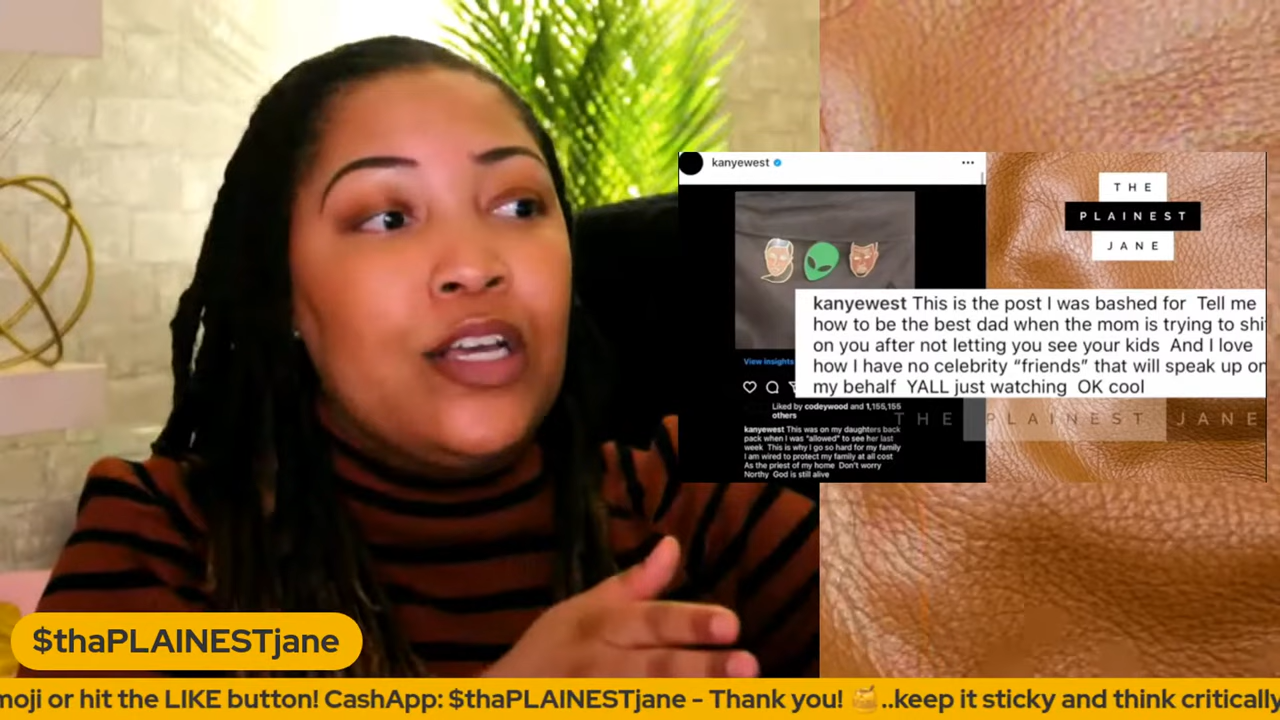 kanyewest
THE
PLAINEST
JANE
kanyewest This is the post I was bashed for Tell me
how to be the best dad when the mom is trying to shi
on you after not letting you see your kids And I love
how I have no celebrity “friends” that will speak up or
my behalf YALL just watching OK cool
View insights
Liked by codeywood and 1,155,155
others
kanyewest This was on my daughters back
pack when I was “allowed” to see her last
week This is why I go so hard for my family
I am wired to protect my family at all cost
As the priest of my home Don't worry
Northy God is still alive
THE PLAINEST JANE
$thaPLAINESTjane
moji or hit the LIKE button! CashApp: $thaPLAINESTjane - Thank you! 🍯..keep it sticky and think critically